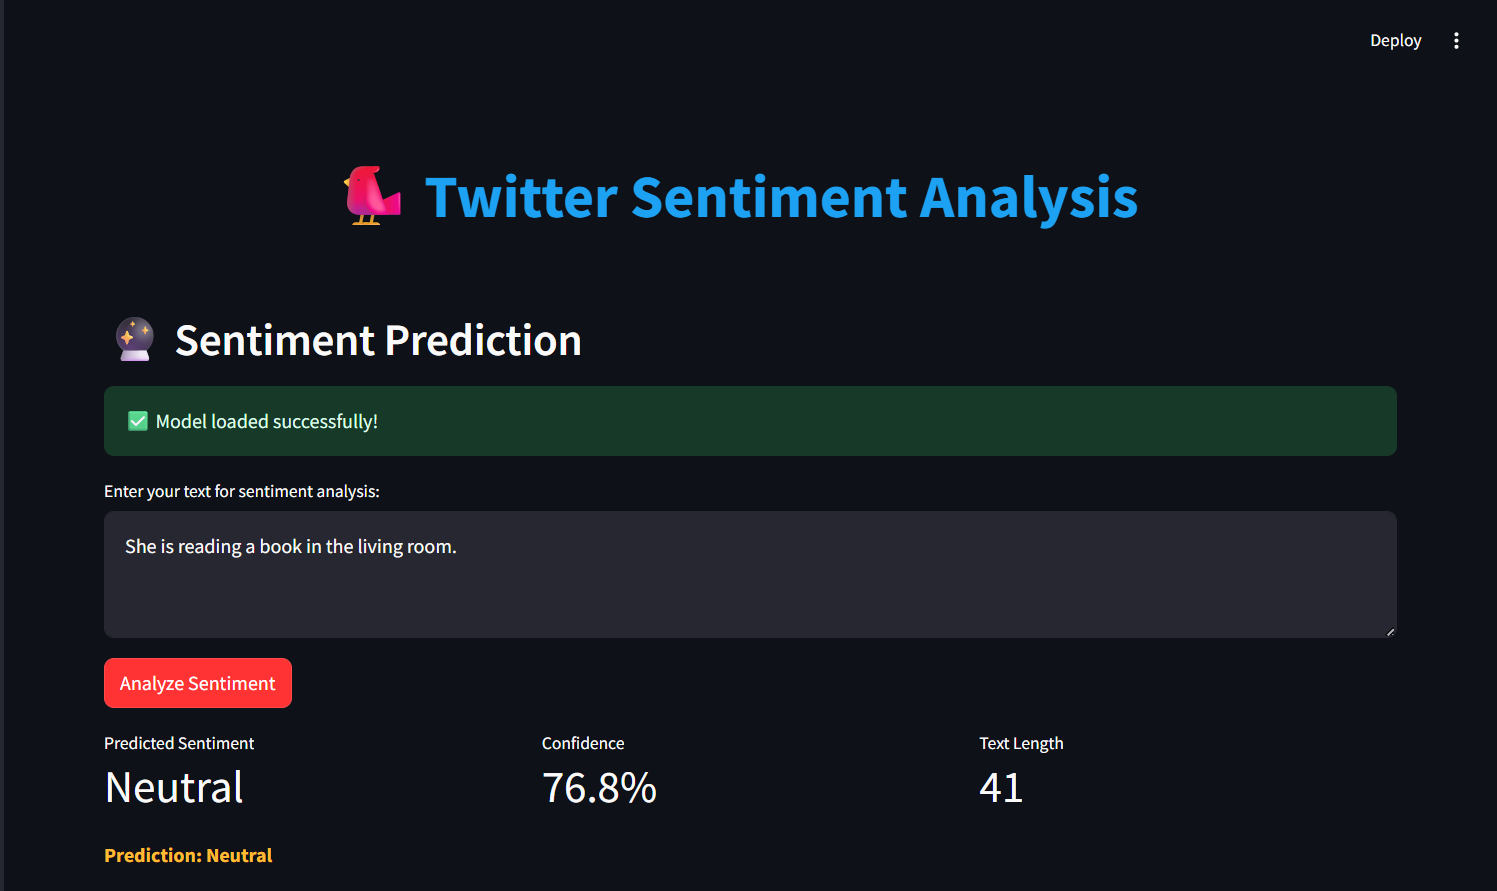 Deploy
Twitter Sentiment Analysis
Sentiment Prediction
Model loaded successfully!
Enter your text for sentiment analysis:
She is reading a book in the living room.
Analyze Sentiment
Predicted Sentiment
Confidence
Text Length
Neutral
76.8%
41
Prediction: Neutral